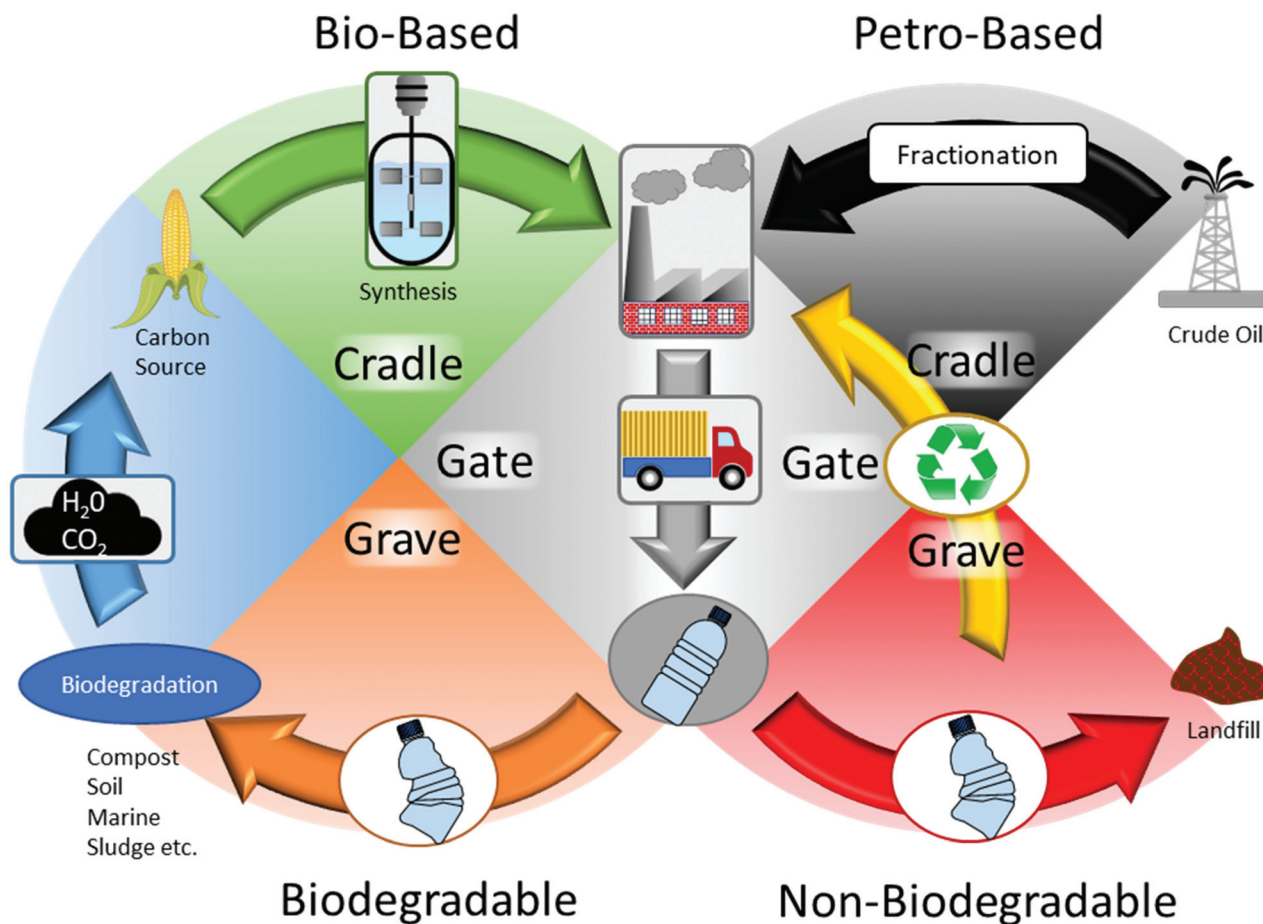 Bio-Based
Petro-Based
Fractionation
Synthesis
Carbon
Source
Crude Oil
Cradle
Cradle
Gate
Gate
H₂0
CO₂
Grave
Grave
Biodegradation
Landfill
Compost
Soil
Marine
Sludge etc.
Biodegradable
Non-Biodegradable